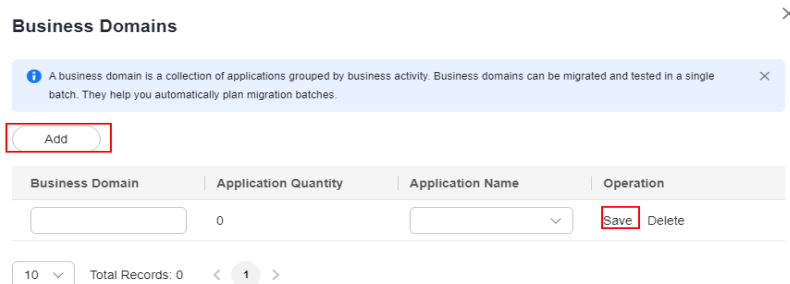 Business Domains
A business domain is a collection of applications grouped by business activity. Business domains can be migrated and tested in a single
batch. They help you automatically plan migration batches.
Add
Business Domain Application Quantity Application Name Operation
0 Save Delete
10 Total Records: 0 < 1 >